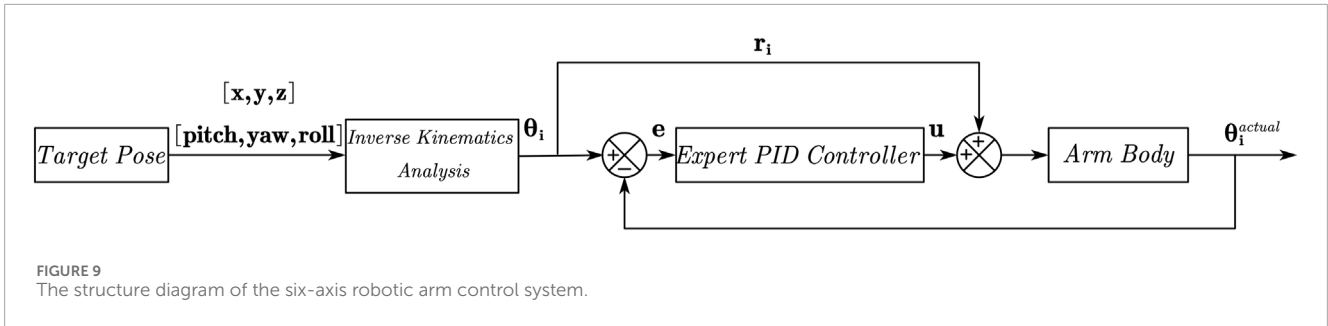 r_i
[x,y,z]
[pitch,yaw,roll]
Target Pose
Inverse Kinematics
Analysis
θ_i
+
−
e
Expert PID Controller
u
+
+
Arm Body
θ_i^{actual}
FIGURE 9
The structure diagram of the six-axis robotic arm control system.